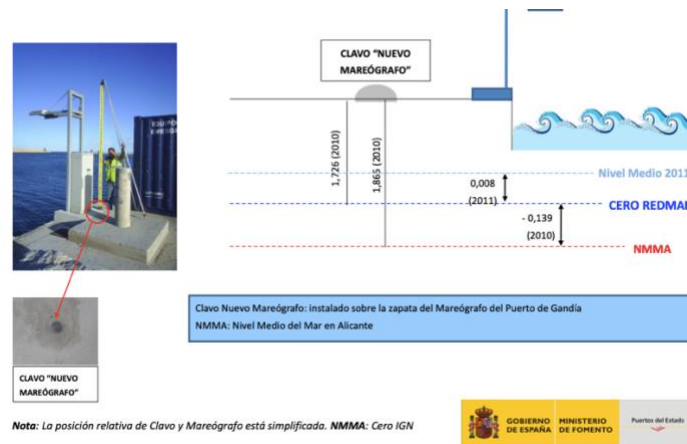 CLAVO "NUEVO
MAREÓGRAFO"
1,726 (2010)
1,865 (2010)
Nivel Medio 2011
0,008
(2011)
CERO REDMAR
- 0,139
(2010)
NMMA
Clavo Nuevo Mareógrafo: instalado sobre la zapata del Mareógrafo del Puerto de Gandía
NMMA: Nivel Medio del Mar en Alicante
CLAVO "NUEVO
MAREÓGRAFO"
Nota: La posición relativa de Clavo y Mareógrafo está simplificada. NMMA: Cero IGN
GOBIERNO
DE ESPAÑA
MINISTERIO
DE FOMENTO
Puertos del Estado